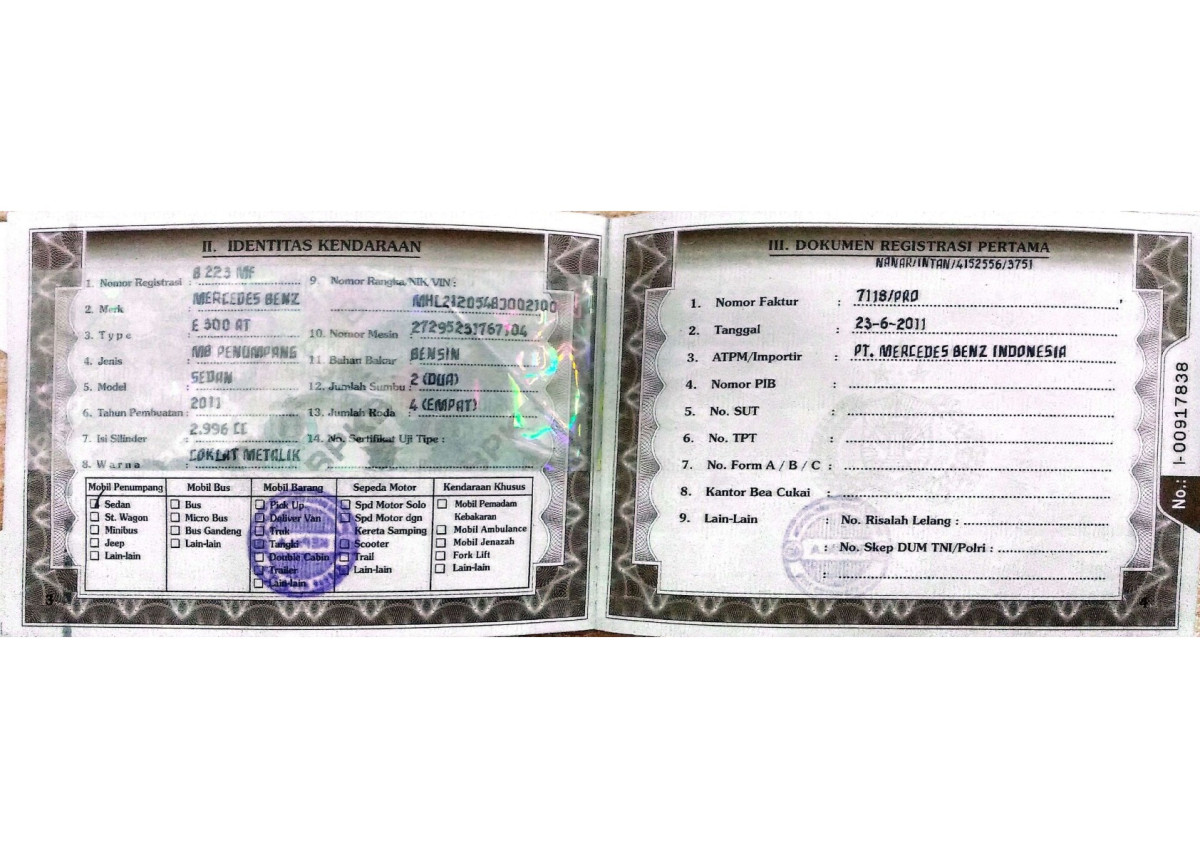 II. IDENTITAS KENDARAAN
1. Nomor Registrasi : B 223 MF
2. Merk : MERCEDES BENZ
3. Type : E 300 AT
4. Jenis : MB PENUMPANG
5. Model : SEDAN
6. Tahun Pembuatan : 2011
7. Isi Silinder : 2.996 CC
8. Warna : COKLAT METALIK
9. Nomor Rangka/NIK/VIN :
10. Nomor Mesin :
11. Bahan Bakar : BENSIN
12. Jumlah Sumbu : 2 (DUA)
13. Jumlah Roda : 4 (EMPAT)
14. No. Sertifikat Uji Tipe :
Mobil Penumpang
Sedan
St. Wagon
Minibus
Jeep
Lain-lain
Mobil Bus
Bus
Micro Bus
Bus Gandeng
Lain-lain
Mobil Barang
Pick Up
Deliver Van
Truk
Tangki
Double Cabin
Trailer
Lain-lain
Sepeda Motor
Spd Motor Solo
Spd Motor dgn
Kereta Samping
Scooter
Trail
Lain-lain
Kendaraan Khusus
Mobil Pemadam
Kebakaran
Mobil Ambulance
Mobil Jenazah
Fork Lift
Lain-lain
3
III. DOKUMEN REGISTRASI PERTAMA
NANAR/INTAN/4152556/3751
1. Nomor Faktur : 7118/PRO
2. Tanggal : 23-6-2011
3. ATPM/Importir : PT. MERCEDES BENZ INDONESIA
4. Nomor PIB :
5. No. SUT :
6. No. TPT :
7. No. Form A / B / C :
8. Kantor Bea Cukai :
9. Lain-Lain : No. Risalah Lelang :
: No. Skep DUM TNI/Polri :
:
4
No.: I-00917838